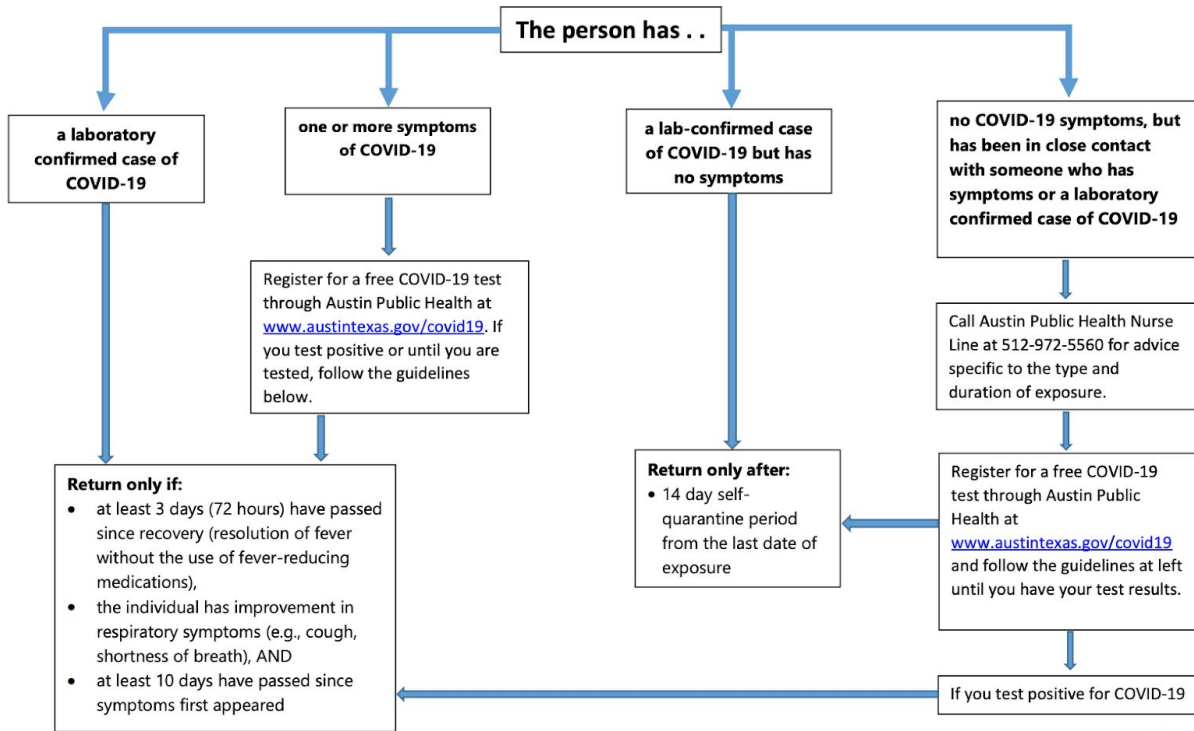 The person has . .
a laboratory
confirmed case of
COVID-19
one or more symptoms
of COVID-19
a lab-confirmed case
of COVID-19 but has
no symptoms
no COVID-19 symptoms, but
has been in close contact
with someone who has
symptoms or a laboratory
confirmed case of COVID-19
Register for a free COVID-19 test
through Austin Public Health at
www.austintexas.gov/covid19. If
you test positive or until you are
tested, follow the guidelines
below.
Call Austin Public Health Nurse
Line at 512-972-5560 for advice
specific to the type and
duration of exposure.
Return only if:
• at least 3 days (72 hours) have passed
since recovery (resolution of fever
without the use of fever-reducing
medications),
• the individual has improvement in
respiratory symptoms (e.g., cough,
shortness of breath), AND
• at least 10 days have passed since
symptoms first appeared
Return only after:
• 14 day self-
quarantine period
from the last date of
exposure
Register for a free COVID-19
test through Austin Public
Health at
www.austintexas.gov/covid19
and follow the guidelines at left
until you have your test results.
If you test positive for COVID-19